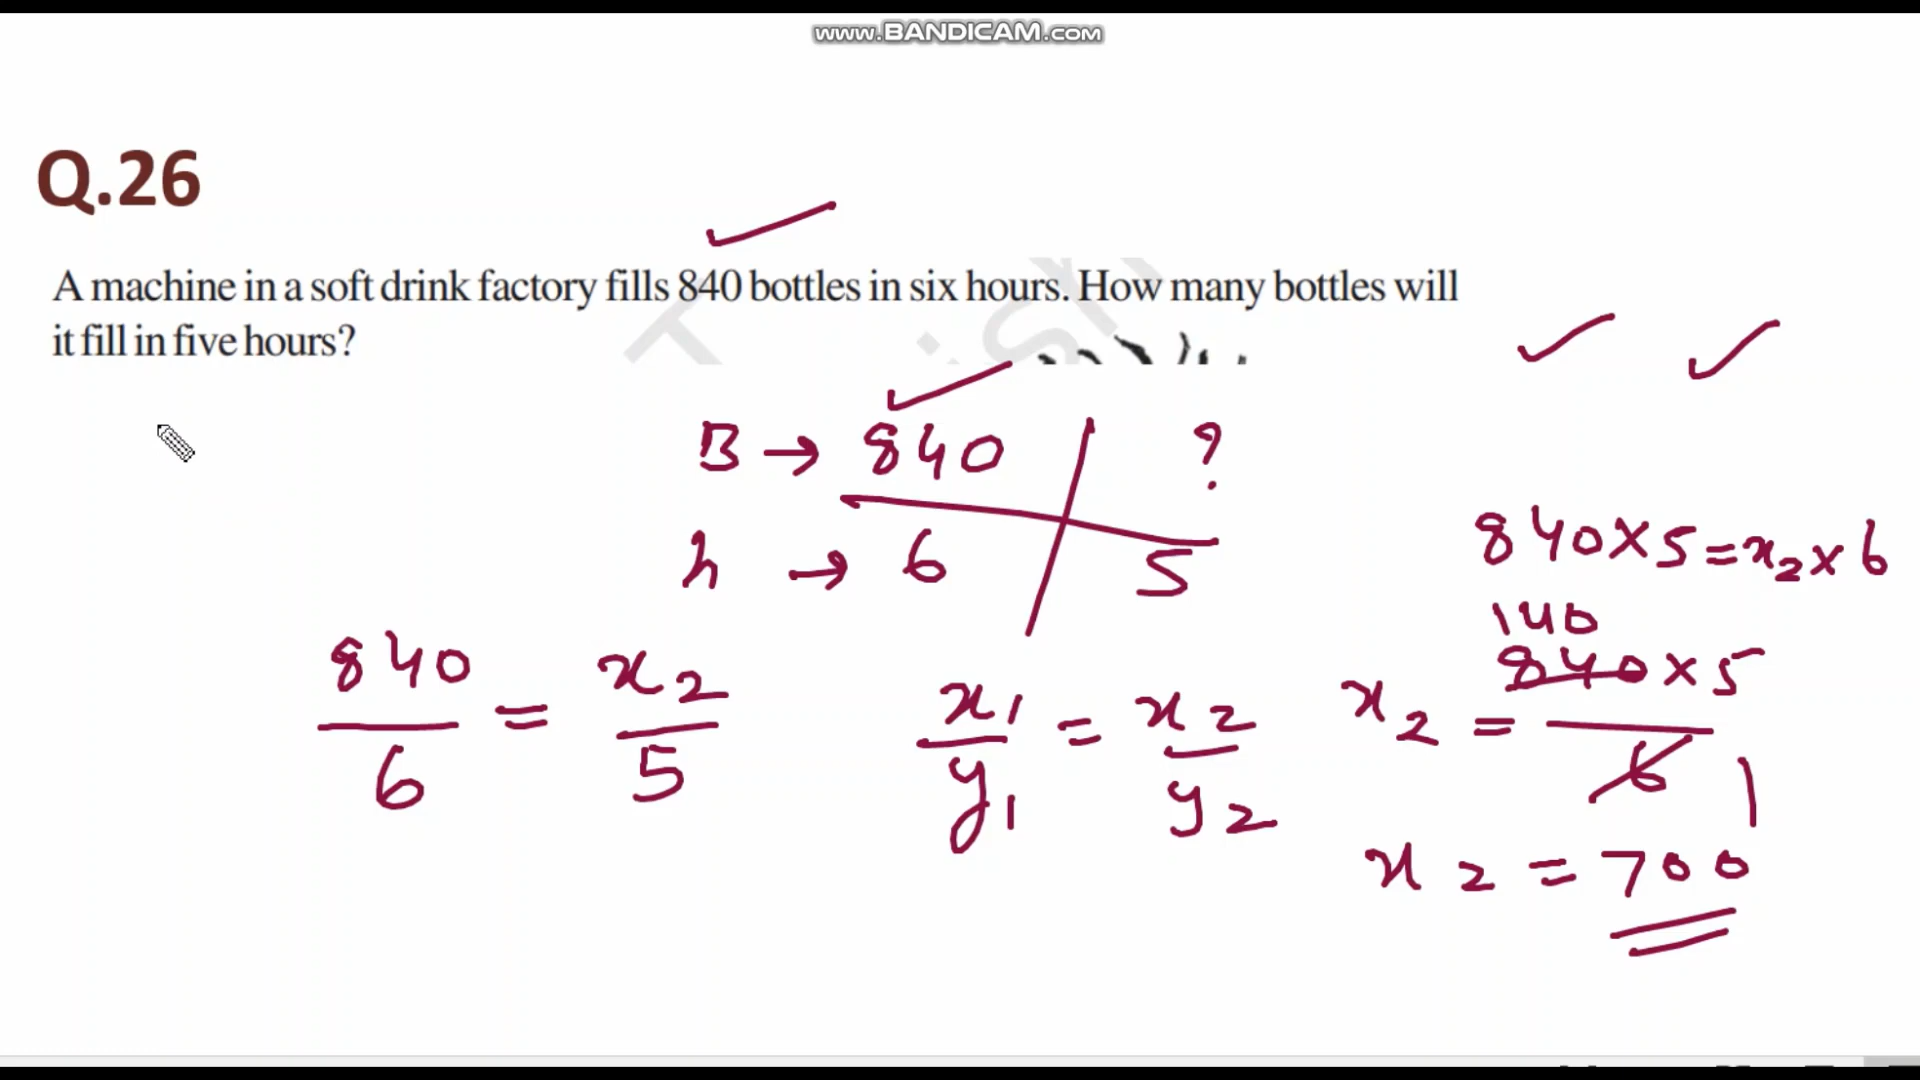 www.BANDICAM.com
Q.26
A machine in a soft drink factory fills 840 bottles in six hours. How many bottles will
it fill in five hours?
B → 840 ?
h → 6 5
840/6 = x2/5
x1/y1 = x2/y2
840×5=x2×6
140
x2 = 840×5/6 1
x2 = 700